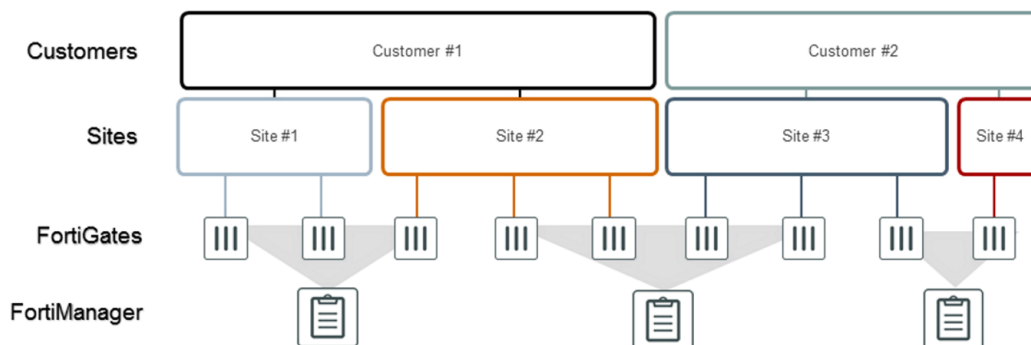 Customers
Customer #1
Customer #2
Sites
Site #1
Site #2
Site #3
Site #4
FortiGates
FortiManager